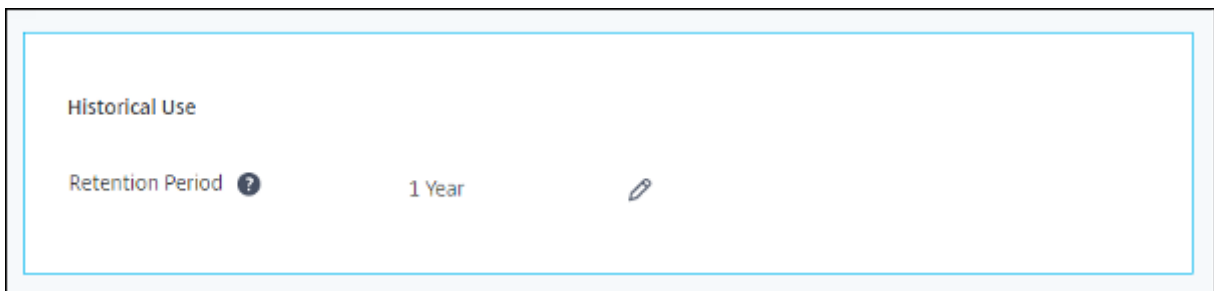 Historical Use
Retention Period ? 1 Year